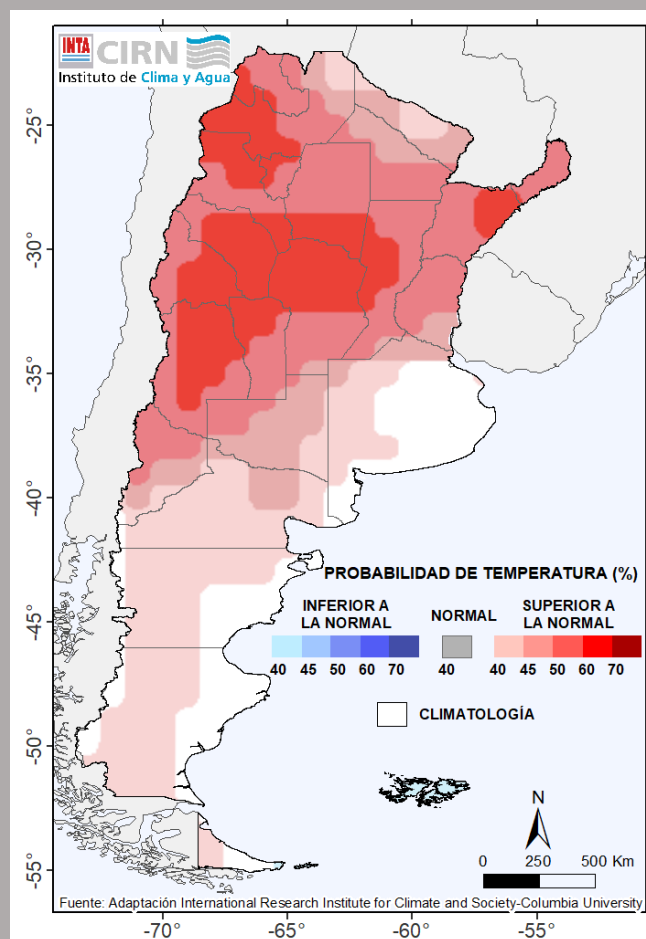 INTA CIRN
Instituto de Clima y Agua
-25°
-30°
-35°
-40°
-45°
-50°
-55°
PROBABILIDAD DE TEMPERATURA (%)
INFERIOR A
LA NORMAL
NORMAL
SUPERIOR A
LA NORMAL
40 45 50 60 70
40
40 45 50 60 70
CLIMATOLOGÍA
N
0 250 500 Km
Fuente: Adaptación International Research Institute for Climate and Society-Columbia University
-70° -65° -60° -55°